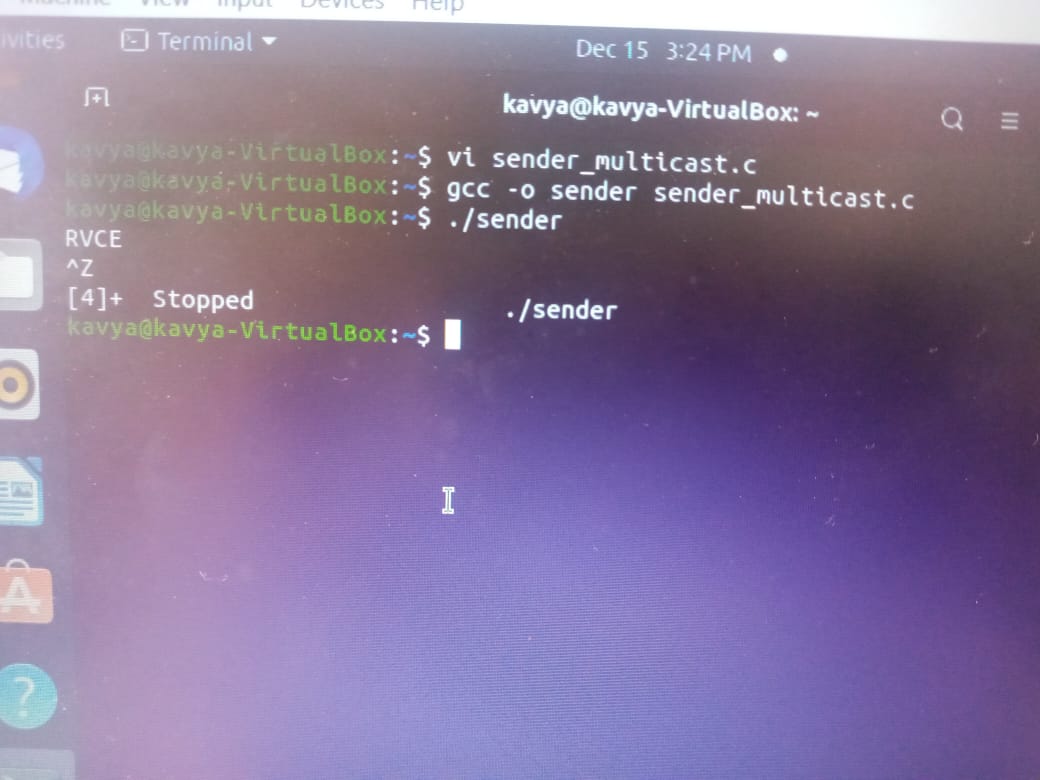 Machine View Input Devices Help
ivities Terminal Dec 15 3:24 PM
kavya@kavya-VirtualBox: ~
kavya@kavya-VirtualBox:~$ vi sender_multicast.c
kavya@kavya-VirtualBox:~$ gcc -o sender sender_multicast.c
kavya@kavya-VirtualBox:~$ ./sender
RVCE
^Z
[4]+ Stopped ./sender
kavya@kavya-VirtualBox:~$